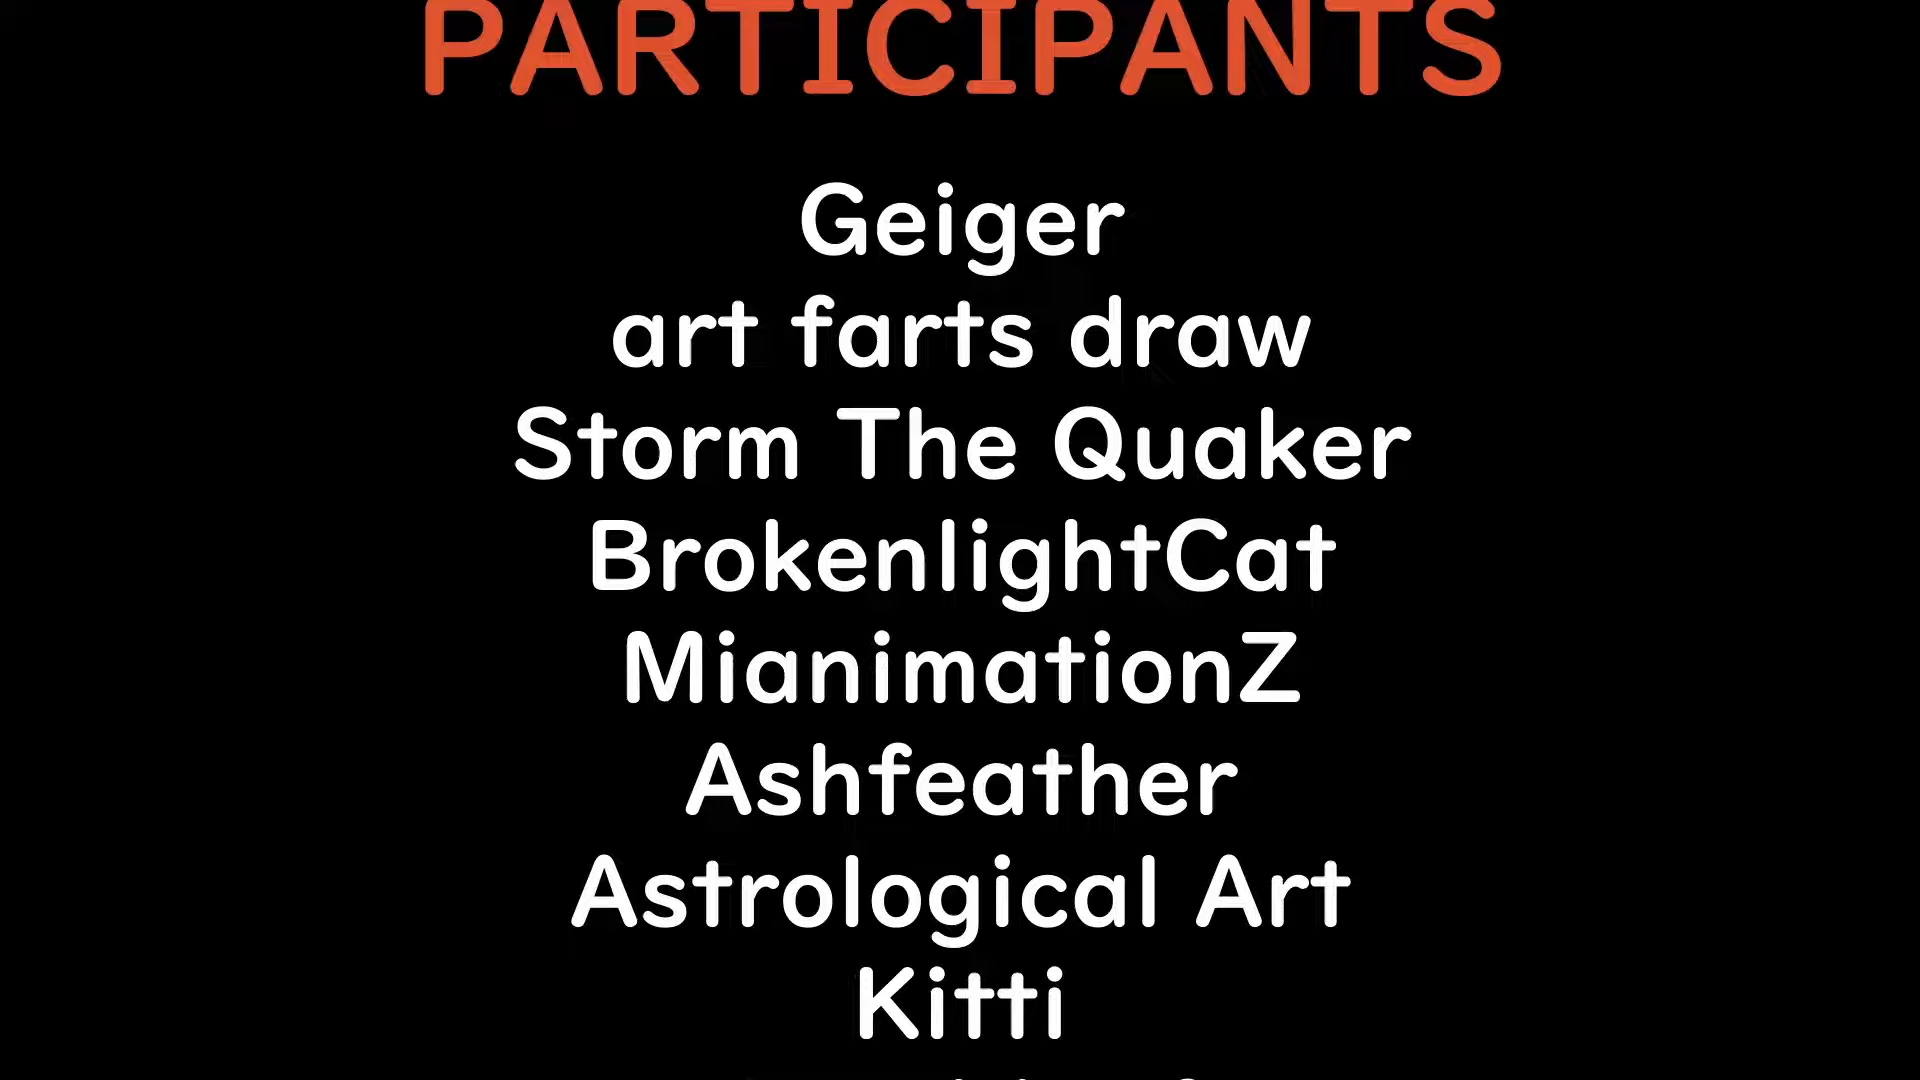 PARTICIPANTS
Geiger
art farts draw
Storm The Quaker
BrokenlightCat
MianimationZ
Ashfeather
Astrological Art
Kitti